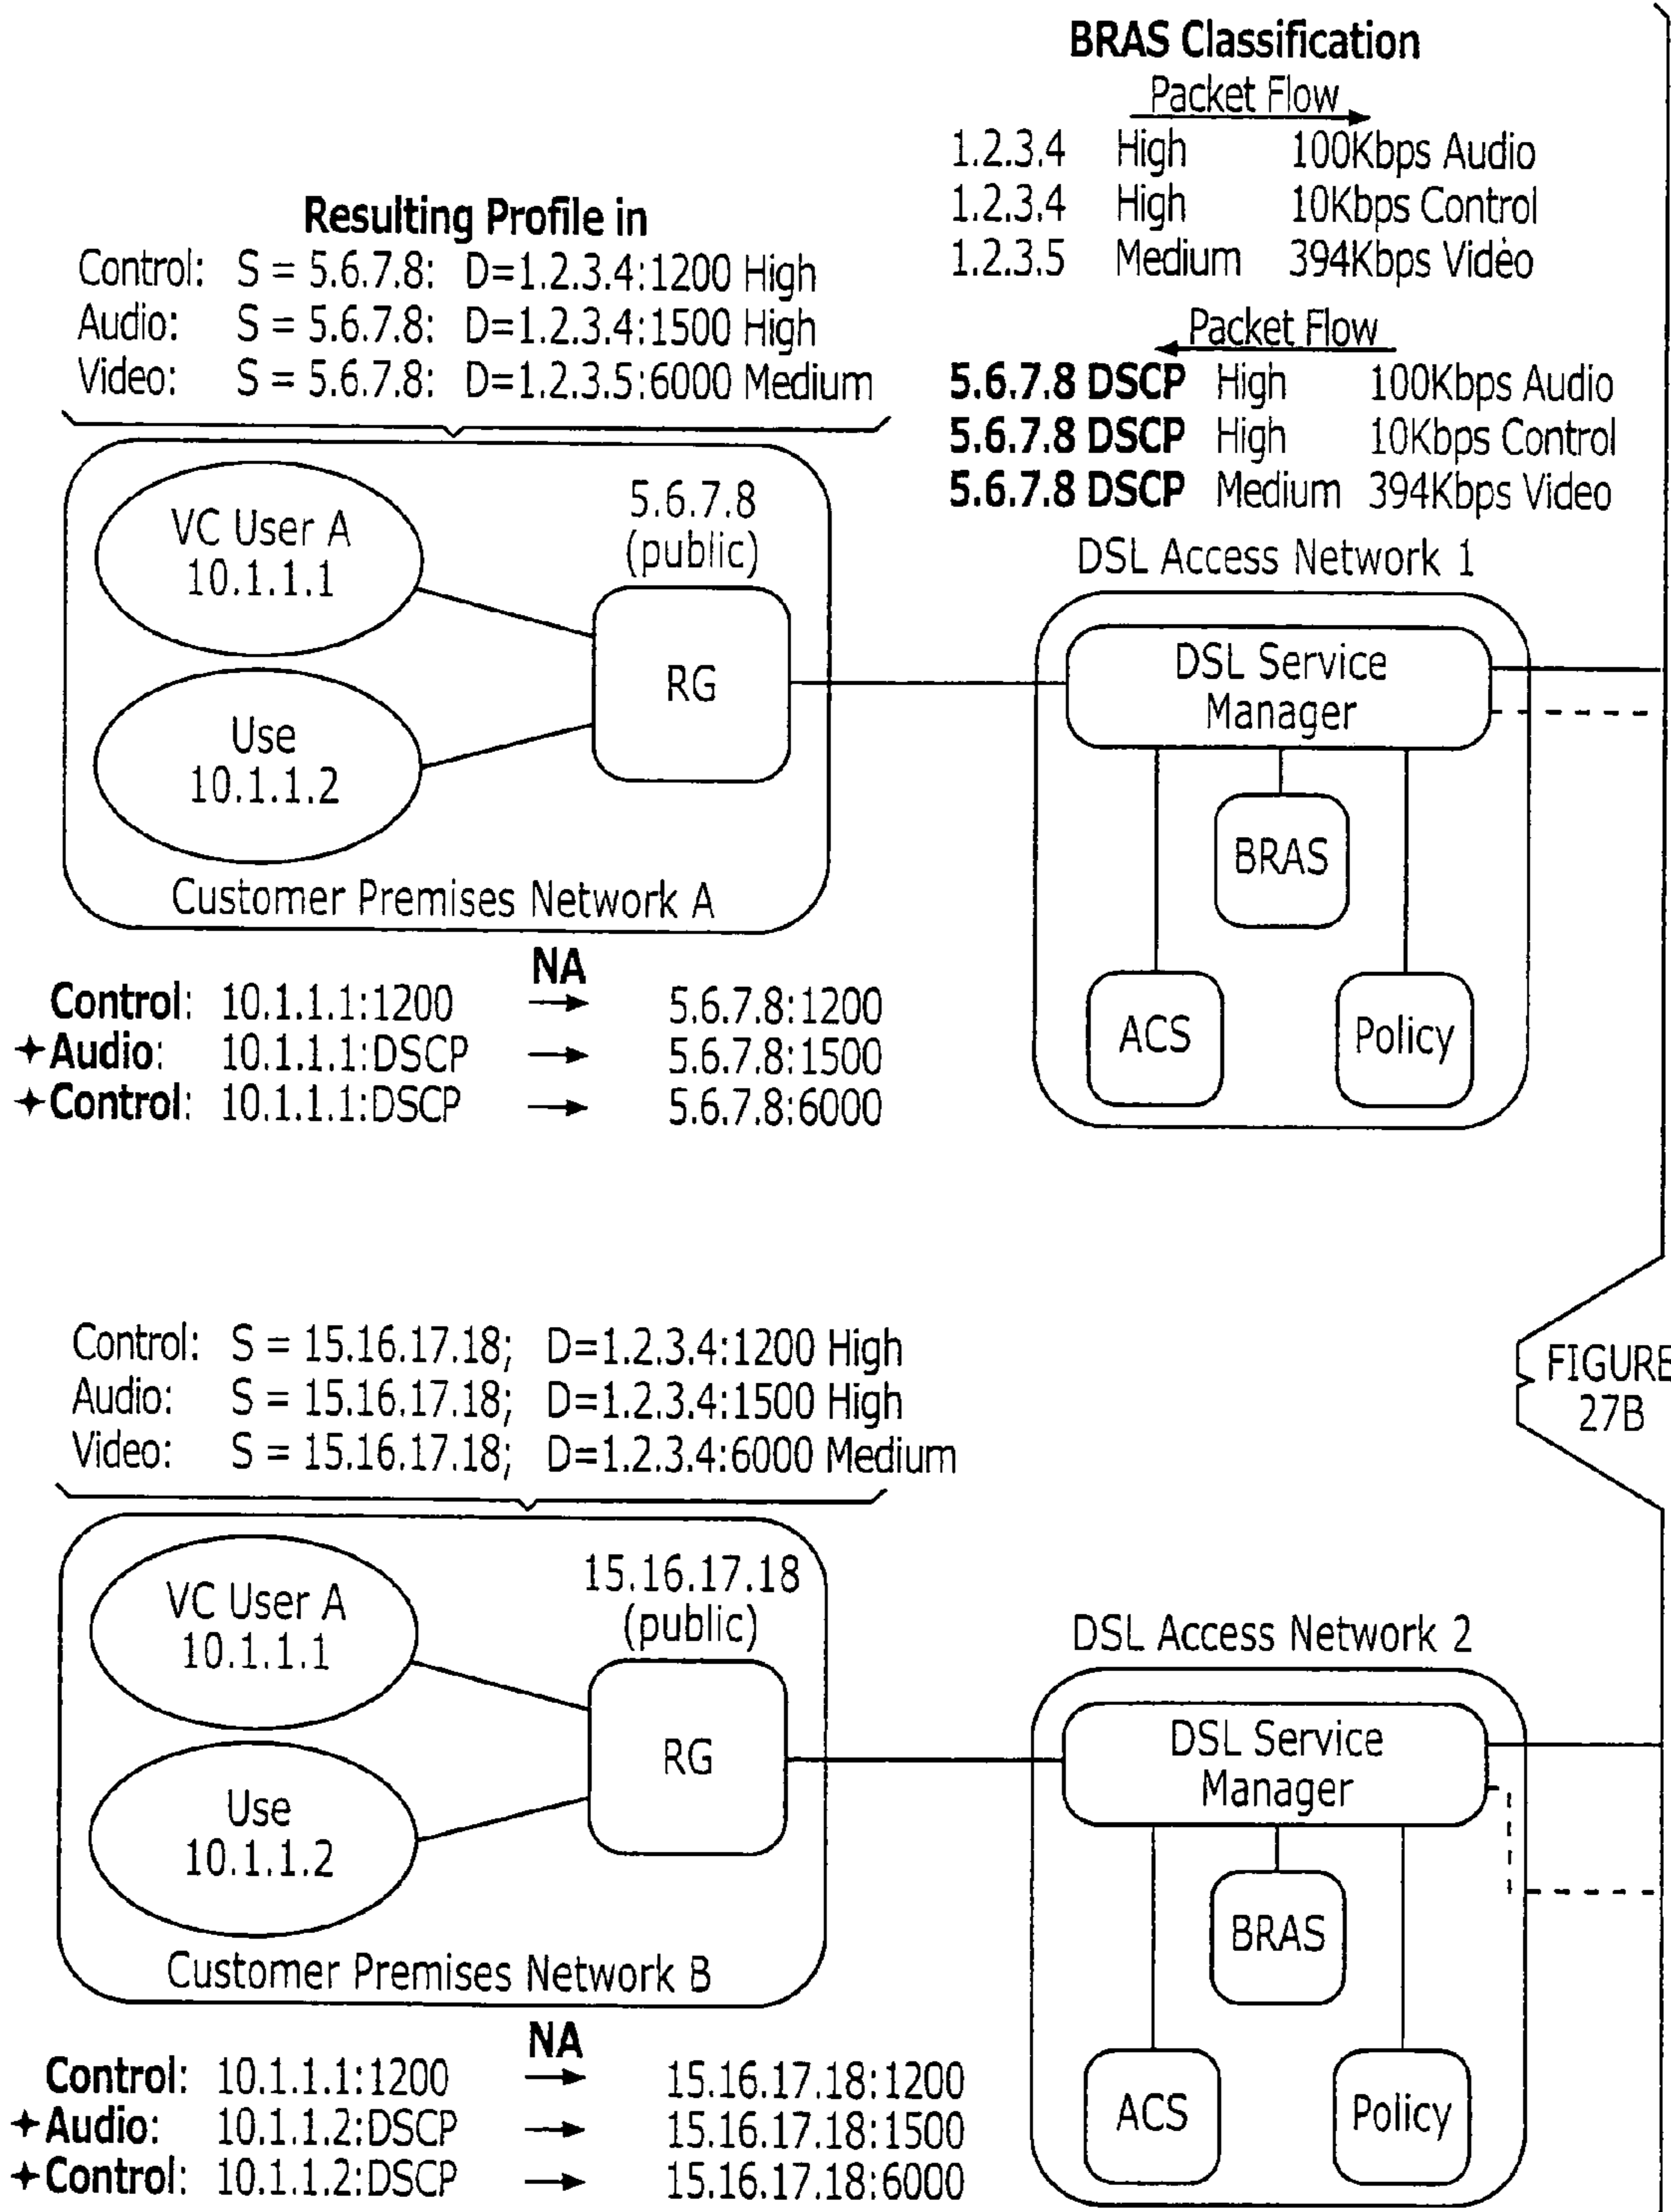 BRAS Classification
Packet Flow
1.2.3.4 High 100Kbps Audio
1.2.3.4 High 10Kbps Control
1.2.3.5 Medium 394Kbps Video
Packet Flow
5.6.7.8 DSCP High 100Kbps Audio
5.6.7.8 DSCP High 10Kbps Control
5.6.7.8 DSCP Medium 394Kbps Video
Resulting Profile in
Control: S = 5.6.7.8: D=1.2.3.4:1200 High
Audio: S = 5.6.7.8: D=1.2.3.4:1500 High
Video: S = 5.6.7.8: D=1.2.3.5:6000 Medium
VC User A
10.1.1.1
5.6.7.8
(public)
RG
Use
10.1.1.2
Customer Premises Network A
DSL Access Network 1
DSL Service
Manager
BRAS
ACS
Policy
NA
Control: 10.1.1.1:1200 → 5.6.7.8:1200
✦Audio: 10.1.1.1:DSCP → 5.6.7.8:1500
✦Control: 10.1.1.1:DSCP → 5.6.7.8:6000
Control: S = 15.16.17.18; D=1.2.3.4:1200 High
Audio: S = 15.16.17.18; D=1.2.3.4:1500 High
Video: S = 15.16.17.18; D=1.2.3.4:6000 Medium
FIGURE
27B
VC User A
10.1.1.1
15.16.17.18
(public)
RG
Use
10.1.1.2
Customer Premises Network B
DSL Access Network 2
DSL Service
Manager
BRAS
ACS
Policy
NA
Control: 10.1.1.1:1200 → 15.16.17.18:1200
✦Audio: 10.1.1.2:DSCP → 15.16.17.18:1500
✦Control: 10.1.1.2:DSCP → 15.16.17.18:6000